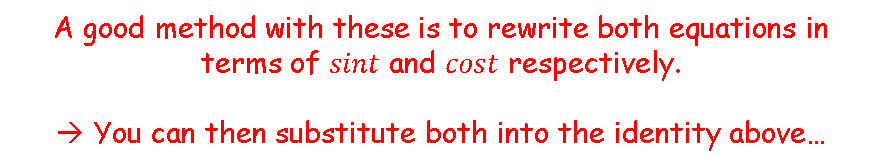 A good method with these is to rewrite both equations in
terms of 𝑠𝑖𝑛𝑡 and 𝑐𝑜𝑠𝑡 respectively.
→ You can then substitute both into the identity above…